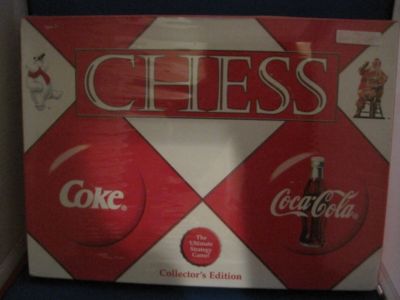 CHESS
Coke®
Coca-Cola®
The
Ultimate
Strategy
Game!
Collector's Edition